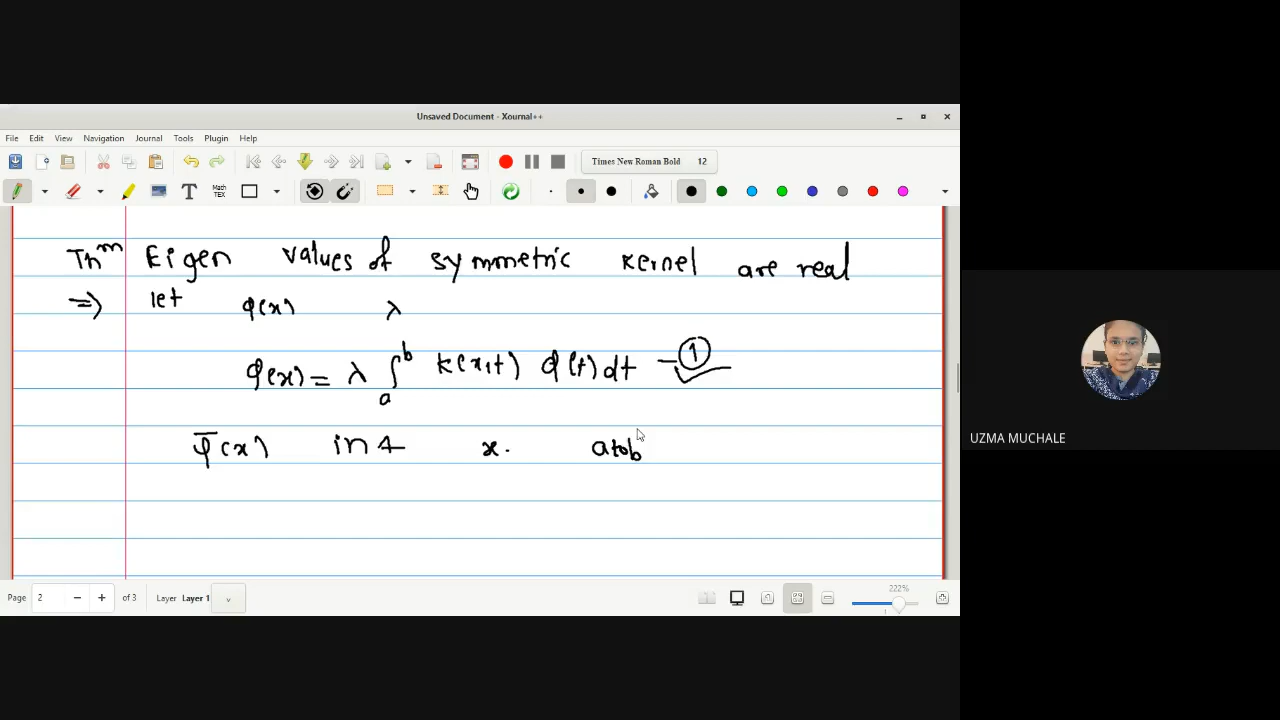 Unsaved Document - Xournal++
File Edit View Navigation Journal Tools Plugin Help
Times New Roman Bold 12
Thm Eigen values of symmetric kernel are real
=> let φ(x) λ
φ(x) = λ ∫_a^b k(x,t) φ(t) dt - ①
φ̅(x) int x. a to b
UZMA MUCHALE
Page 2 of 3 Layer Layer 1 222%